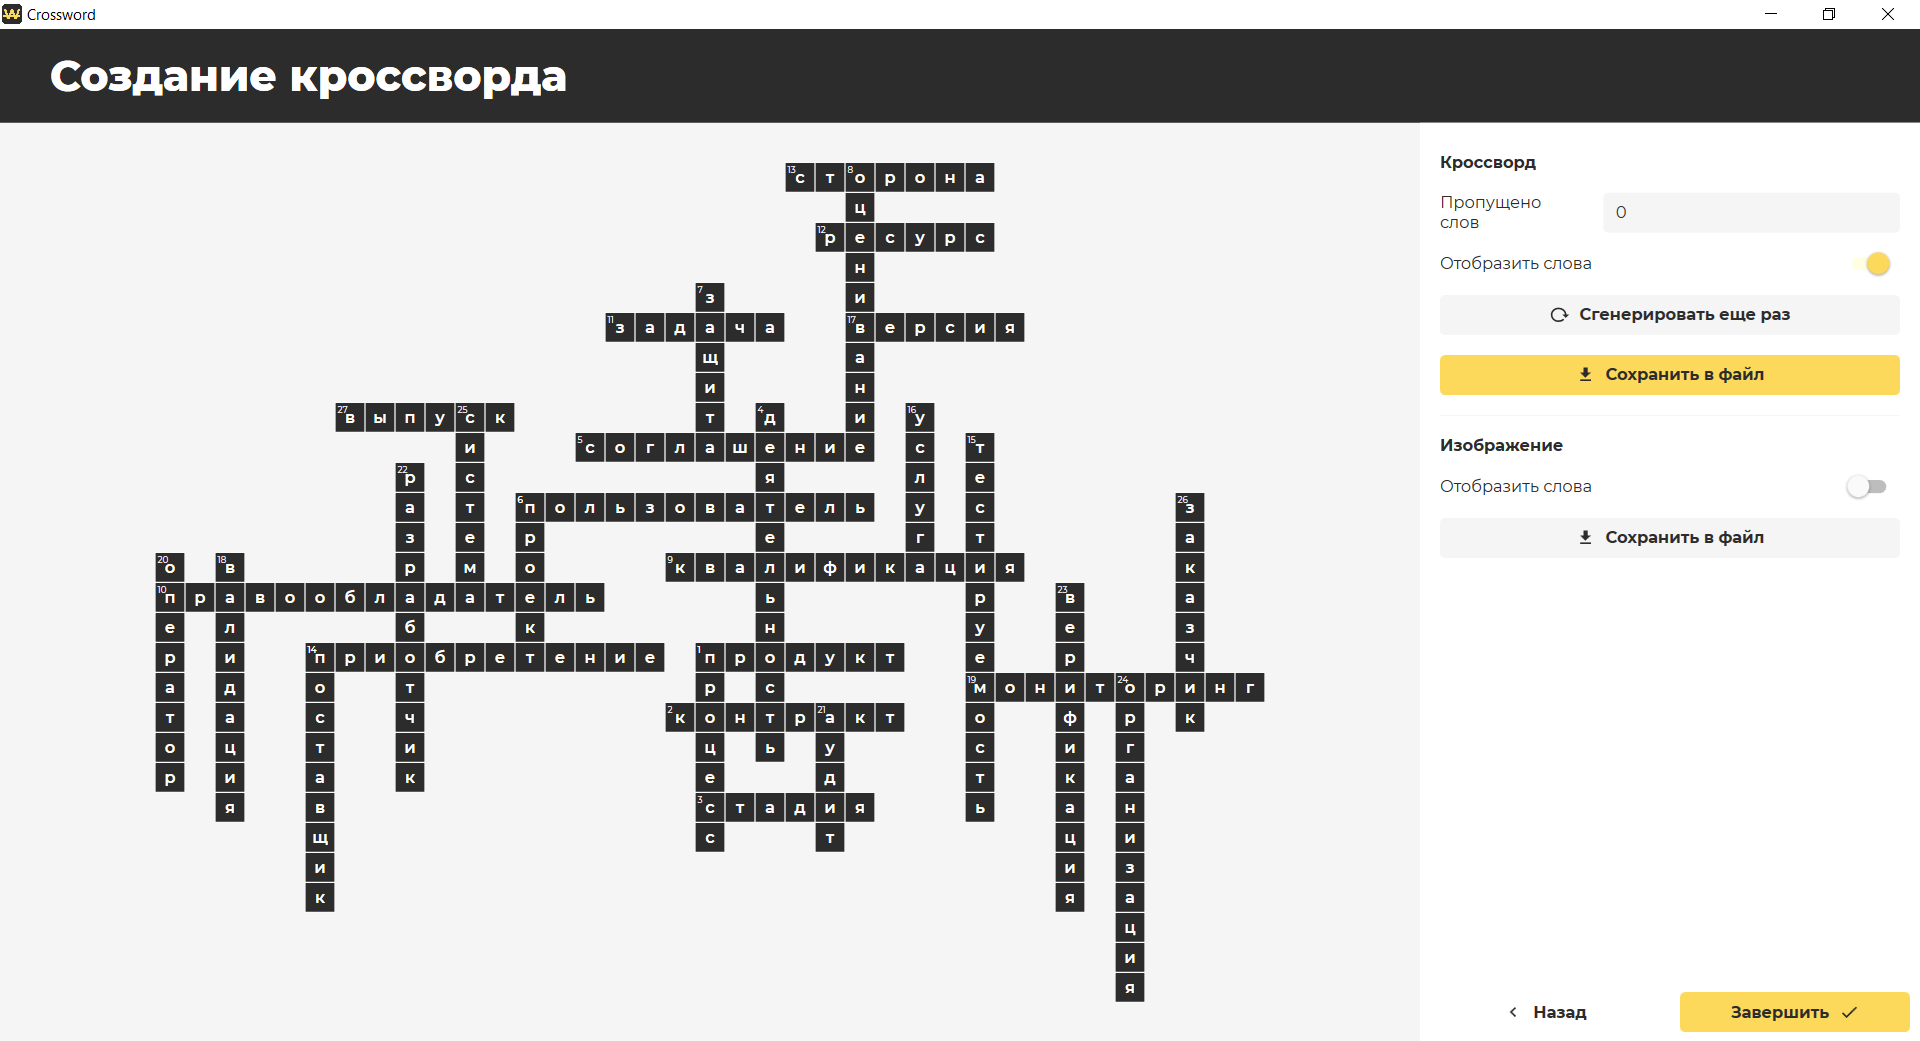 Crossword
Создание кроссворда
13 с т 8 о р о н а
ц
12 р е с у р с
н
7 з и
11 з а д а ч а 17 в е р с и я
щ а
и н
27 в ы п у 25 с к т 4 д и 16 у
и 5 с о г л а ш е н и е с 15 т
22 р с я л е
а т 6 п о л ь з о в а т е л ь у с 26 з
з е р е г т а
20 о 18 в р м о 9 к в а л и ф и к а ц и я к
10 п р а в о о б л а д а т е л ь ь р 23 в а
е л б к н у е з
р и 14 п р и о б р е т е н и е 1 п р о д у к т е р ч
а д о т р с 19 м о н и т 24 о р и н г
т а с ч 2 к о н т р 21 а к т о ф р к
о ц т и ц ь у с и г
р и а к е д т к а
я в 3 с т а д и я ь а н
щ с т ц и
и и з
к я а
ц
и
я
Кроссворд
Пропущено
слов
0
Отобразить слова
Сгенерировать еще раз
Сохранить в файл
Изображение
Отобразить слова
Сохранить в файл
Назад
Завершить